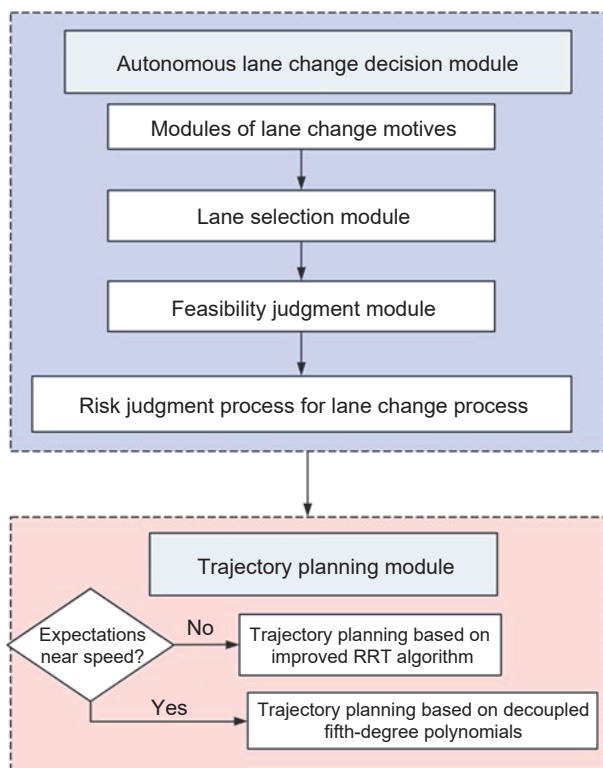 Autonomous lane change decision module
Modules of lane change motives
Lane selection module
Feasibility judgment module
Risk judgment process for lane change process
Trajectory planning module
Expectations
near speed?
No
Trajectory planning based on
improved RRT algorithm
Yes
Trajectory planning based on decoupled
fifth-degree polynomials